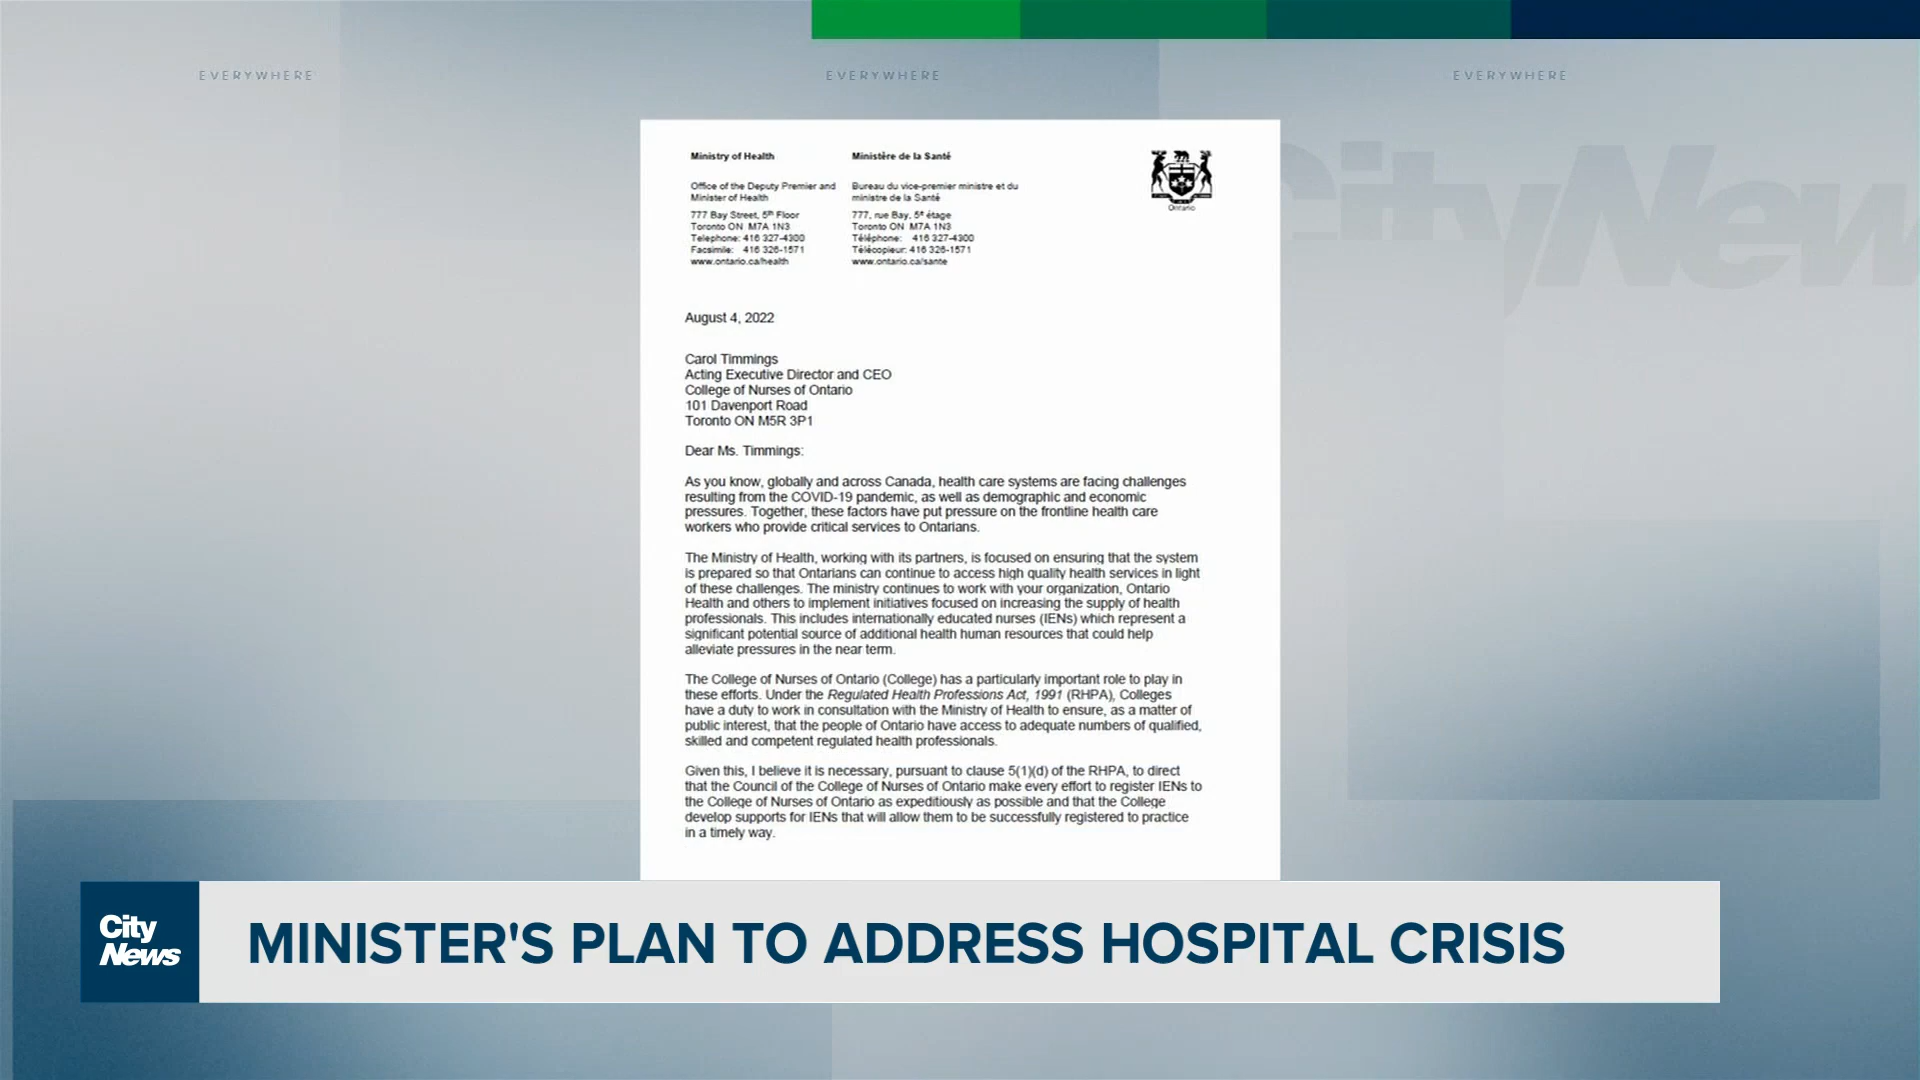 EVERYWHERE EVERYWHERE EVERYWHERE
CityNew
Ministry of Health
Office of the Deputy Premier and
Minister of Health
777 Bay Street, 5th Floor
Toronto ON M7A 1N3
Telephone: 416 327-4300
Facsimile: 416 326-1571
www.ontario.ca/health
Ministère de la Santé
Bureau du vice-premier ministre et du
ministre de la Santé
777, rue Bay, 5e étage
Toronto ON M7A 1N3
Téléphone: 416 327-4300
Télécopieur: 416 326-1571
www.ontario.ca/sante
Ontario
August 4, 2022
Carol Timmings
Acting Executive Director and CEO
College of Nurses of Ontario
101 Davenport Road
Toronto ON M5R 3P1
Dear Ms. Timmings:
As you know, globally and across Canada, health care systems are facing challenges
resulting from the COVID-19 pandemic, as well as demographic and economic
pressures. Together, these factors have put pressure on the frontline health care
workers who provide critical services to Ontarians.
The Ministry of Health, working with its partners, is focused on ensuring that the system
is prepared so that Ontarians can continue to access high quality health services in light
of these challenges. The ministry continues to work with your organization, Ontario
Health and others to implement initiatives focused on increasing the supply of health
professionals. This includes internationally educated nurses (IENs) which represent a
significant potential source of additional health human resources that could help
alleviate pressures in the near term.
The College of Nurses of Ontario (College) has a particularly important role to play in
these efforts. Under the Regulated Health Professions Act, 1991 (RHPA), Colleges
have a duty to work in consultation with the Ministry of Health to ensure, as a matter of
public interest, that the people of Ontario have access to adequate numbers of qualified,
skilled and competent regulated health professionals.
Given this, I believe it is necessary, pursuant to clause 5(1)(d) of the RHPA, to direct
that the Council of the College of Nurses of Ontario make every effort to register IENs to
the College of Nurses of Ontario as expeditiously as possible and that the College
develop supports for IENs that will allow them to be successfully registered to practice
in a timely way.
City
News
MINISTER'S PLAN TO ADDRESS HOSPITAL CRISIS